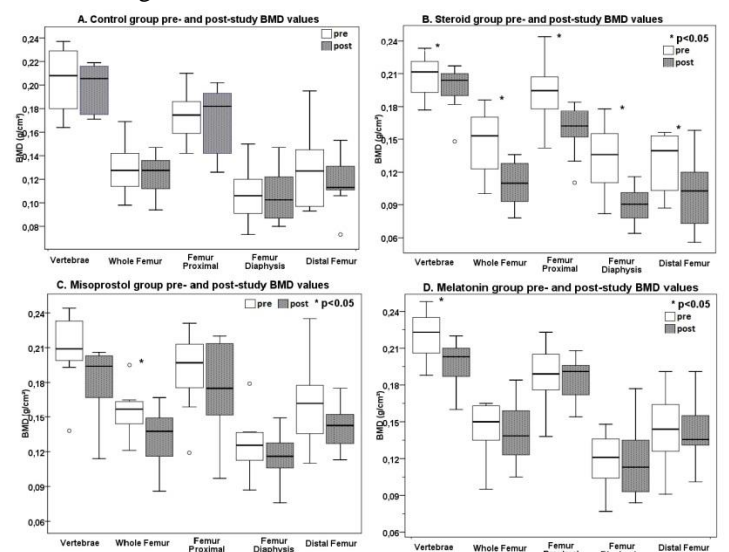 A. Control group pre- and post-study BMD values
pre
post
BMD (g/cm²)
0,24
0,22
0,20
0,18
0,16
0,14
0,12
0,10
0,08
Vertebrae Whole Femur Femur Proximal Femur Diaphysis Distal Femur
B. Steroid group pre- and post-study BMD values
* p<0.05
pre
post
BMD (g/cm²)
0,24
0,21
0,18
0,15
0,12
0,09
0,06
* * * * *
Vertebrae Whole Femur Femur Proximal Femur Diaphysis Distal Femur
C. Misoprostol group pre- and post-study BMD values
pre post * p<0.05
BMD (g/cm²)
0,24
0,21
0,18
0,15
0,12
0,09
0,06
*
Vertebrae Whole Femur Femur Proximal Femur Diaphysis Distal Femur
D. Melatonin group pre- and post-study BMD values
* p<0.05
pre
post
BMD (g/cm²)
0,24
0,21
0,18
0,15
0,12
0,09
0,06
*
Vertebrae Whole Femur Femur Distal Femur